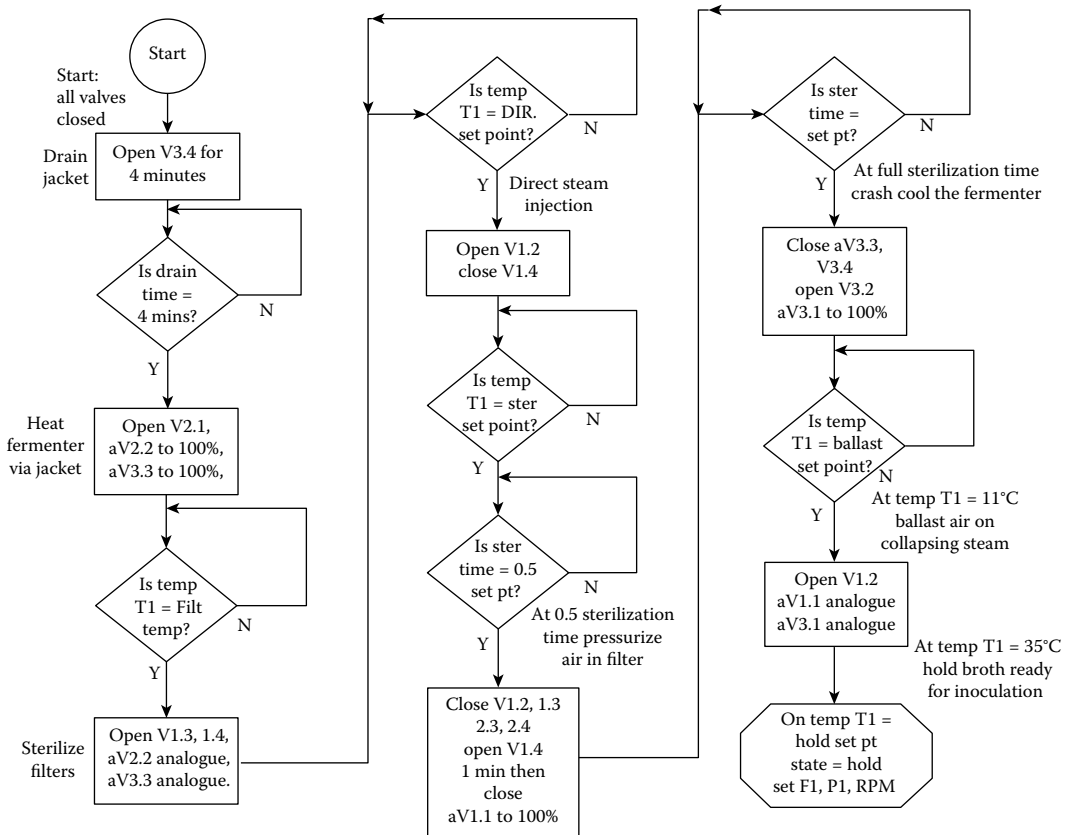 Start
Start:
all valves
closed
Drain
jacket
Open V3.4 for
4 minutes
Is drain
time =
4 mins?
N
Y
Heat
fermenter
via jacket
Open V2.1,
aV2.2 to 100%,
aV3.3 to 100%,
Is temp
T1 = Filt
temp?
N
Y
Sterilize
filters
Open V1.3, 1.4,
aV2.2 analogue,
aV3.3 analogue.
Is temp
T1 = DIR.
set point?
N
Y
Direct steam
injection
Open V1.2
close V1.4
Is temp
T1 = ster
set point?
N
Y
Is ster
time = 0.5
set pt?
N
Y
At 0.5 sterilization
time pressurize
air in filter
Close V1.2, 1.3
2.3, 2.4
open V1.4
1 min then
close
aV1.1 to 100%
Is ster
time =
set pt?
N
Y
At full sterilization time
crash cool the fermenter
Close aV3.3,
V3.4
open V3.2
aV3.1 to 100%
Is temp
T1 = ballast
set point?
N
Y
At temp T1 = 11°C
ballast air on
collapsing steam
Open V1.2
aV1.1 analogue
aV3.1 analogue
At temp T1 = 35°C
hold broth ready
for inoculation
On temp T1 =
hold set pt
state = hold
set F1, P1, RPM